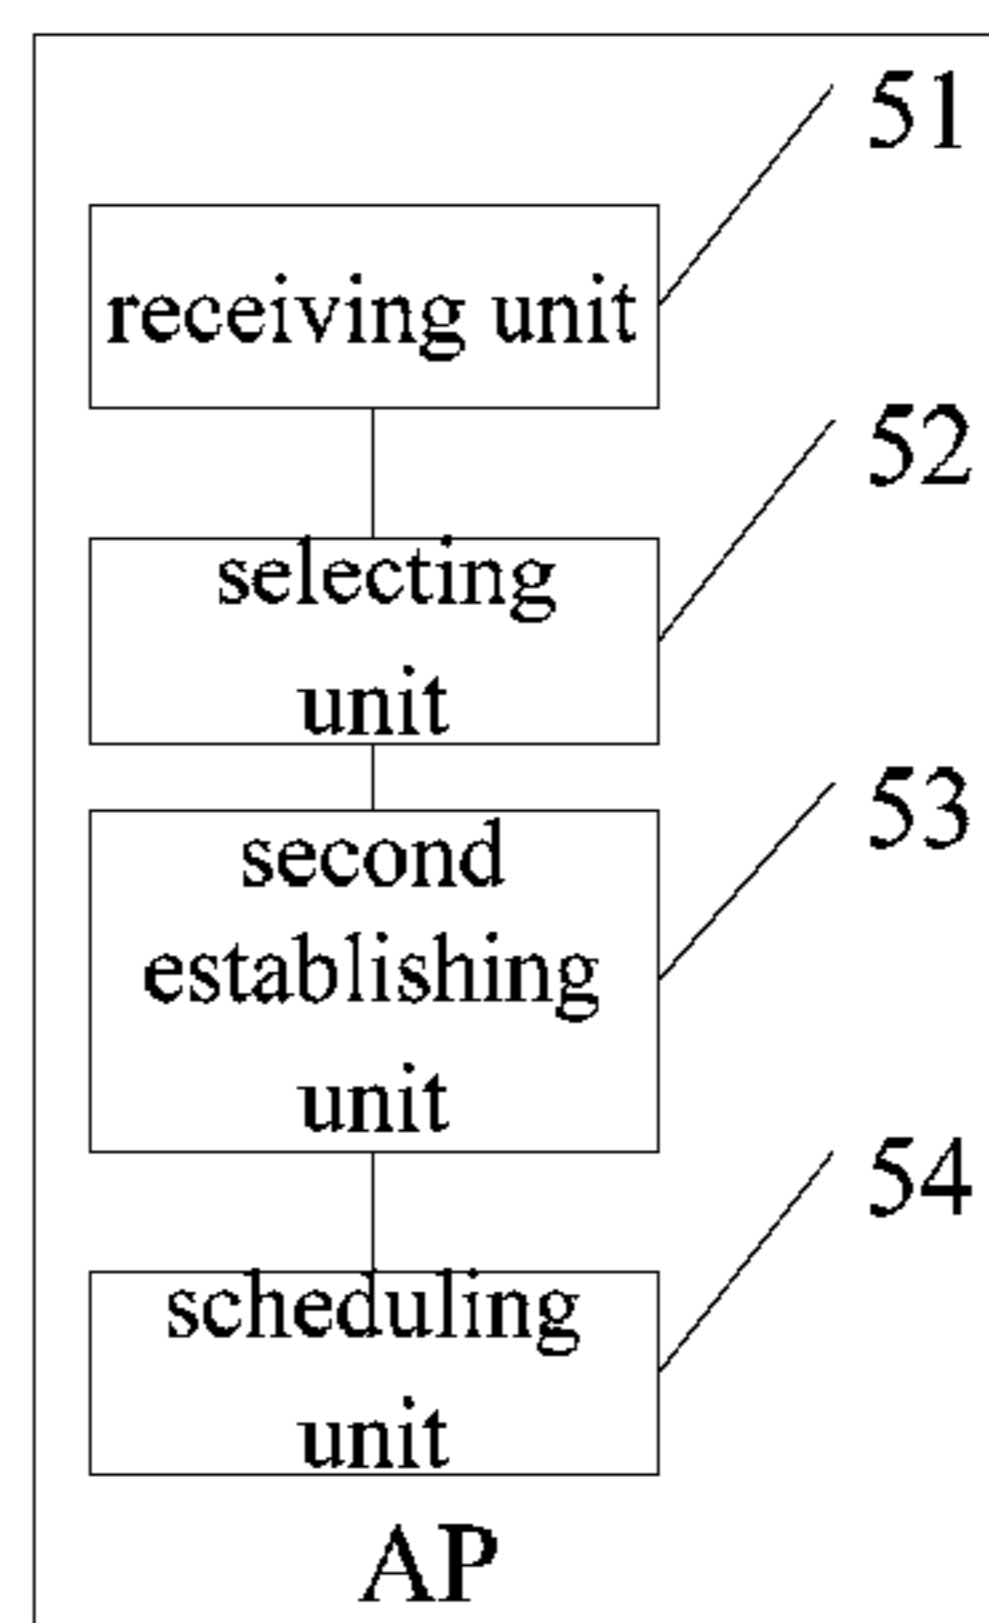 51
receiving unit
52
selecting
unit
53
second
establishing
unit
54
scheduling
unit
AP